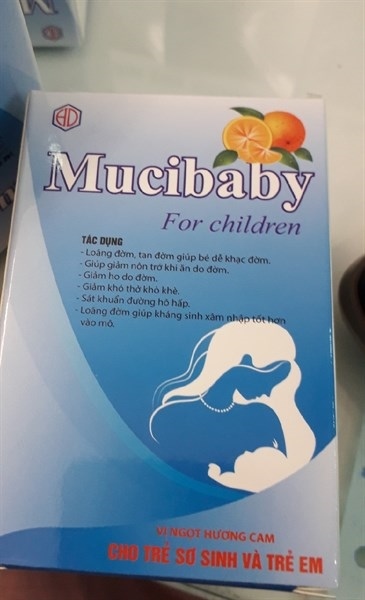 HD
Mucibaby
For children
TÁC DỤNG
- Loãng đờm, tan đờm giúp bé dễ khạc đờm.
- Giúp giảm nôn trớ khi ăn do đờm.
- Giảm ho do đờm.
- Giảm khó thở khò khè.
- Sát khuẩn đường hô hấp.
- Loãng đờm giúp kháng sinh xâm nhập tốt hơn
vào mô.
VỊ NGỌT HƯƠNG CAM
CHO TRẺ SƠ SINH VÀ TRẺ EM